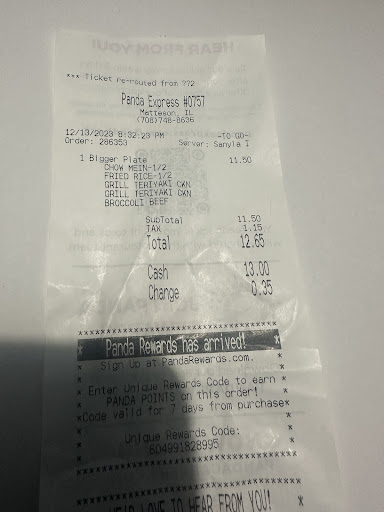 *** Ticket Re-routed from ??2
Panda Express #0757
Matteson, IL
(708)748-8636
12/13/2023 8:32:23 PM -TO GO-
Order: 286353 Server: Saniya T
1 Bigger Plate 11.50
CHOW MEIN-1/2
FRIED RICE-1/2
GRILL TERIYAKI CKN
GRILL TERIYAKI CKN
BROCCOLI BEEF
SubTotal 11.50
TAX 1.15
Total 12.65
Cash 13.00
Change 0.35
************************************
* Panda Rewards has arrived! *
* Sign Up at PandaRewards.com. *
* Enter Unique Rewards Code to earn *
* PANDA POINTS on this order! *
*Code valid for 7 days from purchase*
* Unique Rewards Code: *
* 604991828995 *
************************************
WE'D LOVE TO HEAR FROM YOU! *